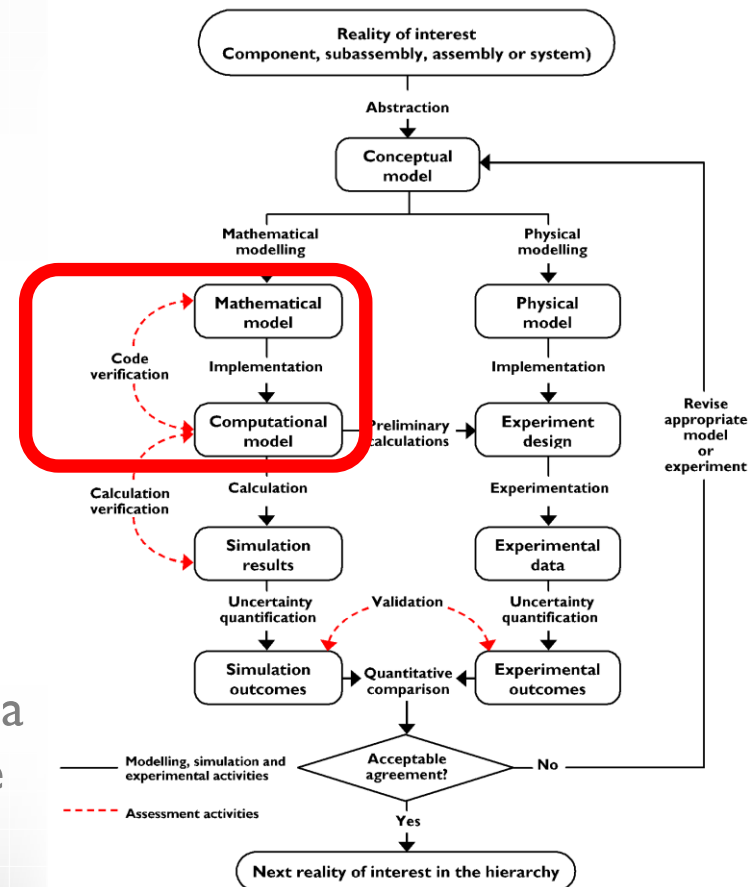 Reality of interest
Component, subassembly, assembly or system)
Abstraction
Conceptual
model
Mathematical
modelling
Physical
modelling
Mathematical
model
Physical
model
Code
verification
Implementation
Implementation
Computational
model
Preliminary
calculations
Experiment
design
Revise
appropriate
model
or
experiment
Calculation
verification
Calculation
Experimentation
Simulation
results
Experimental
data
Uncertainty
quantification
Validation
Uncertainty
quantification
Simulation
outcomes
Quantitative
comparison
Experimental
outcomes
a
e
Modelling, simulation and
experimental activities
Acceptable
agreement?
No
Assessment activities
Yes
Next reality of interest in the hierarchy